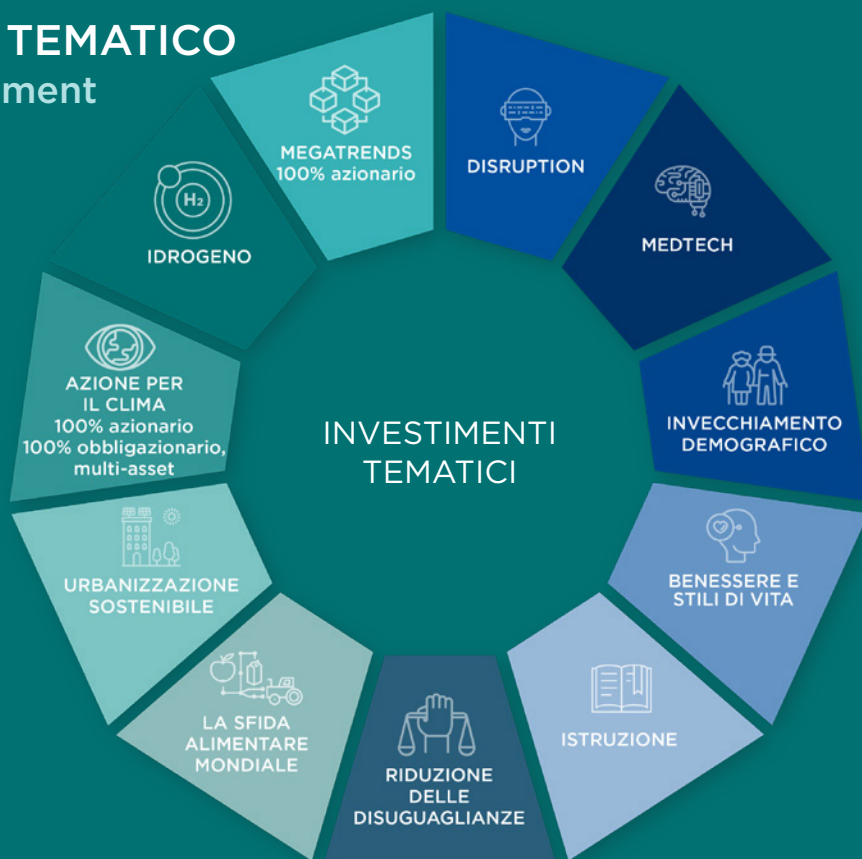 TEMATICO
ment
MEGATRENDS
100% azionario
DISRUPTION
MEDTECH
INVECCHIAMENTO
DEMOGRAFICO
BENESSERE E
STILI DI VITA
ISTRUZIONE
RIDUZIONE
DELLE
DISUGUAGLIANZE
LA SFIDA
ALIMENTARE
MONDIALE
URBANIZZAZIONE
SOSTENIBILE
AZIONE PER
IL CLIMA
100% azionario
100% obbligazionario,
multi-asset
H2
IDROGENO
INVESTIMENTI
TEMATICI